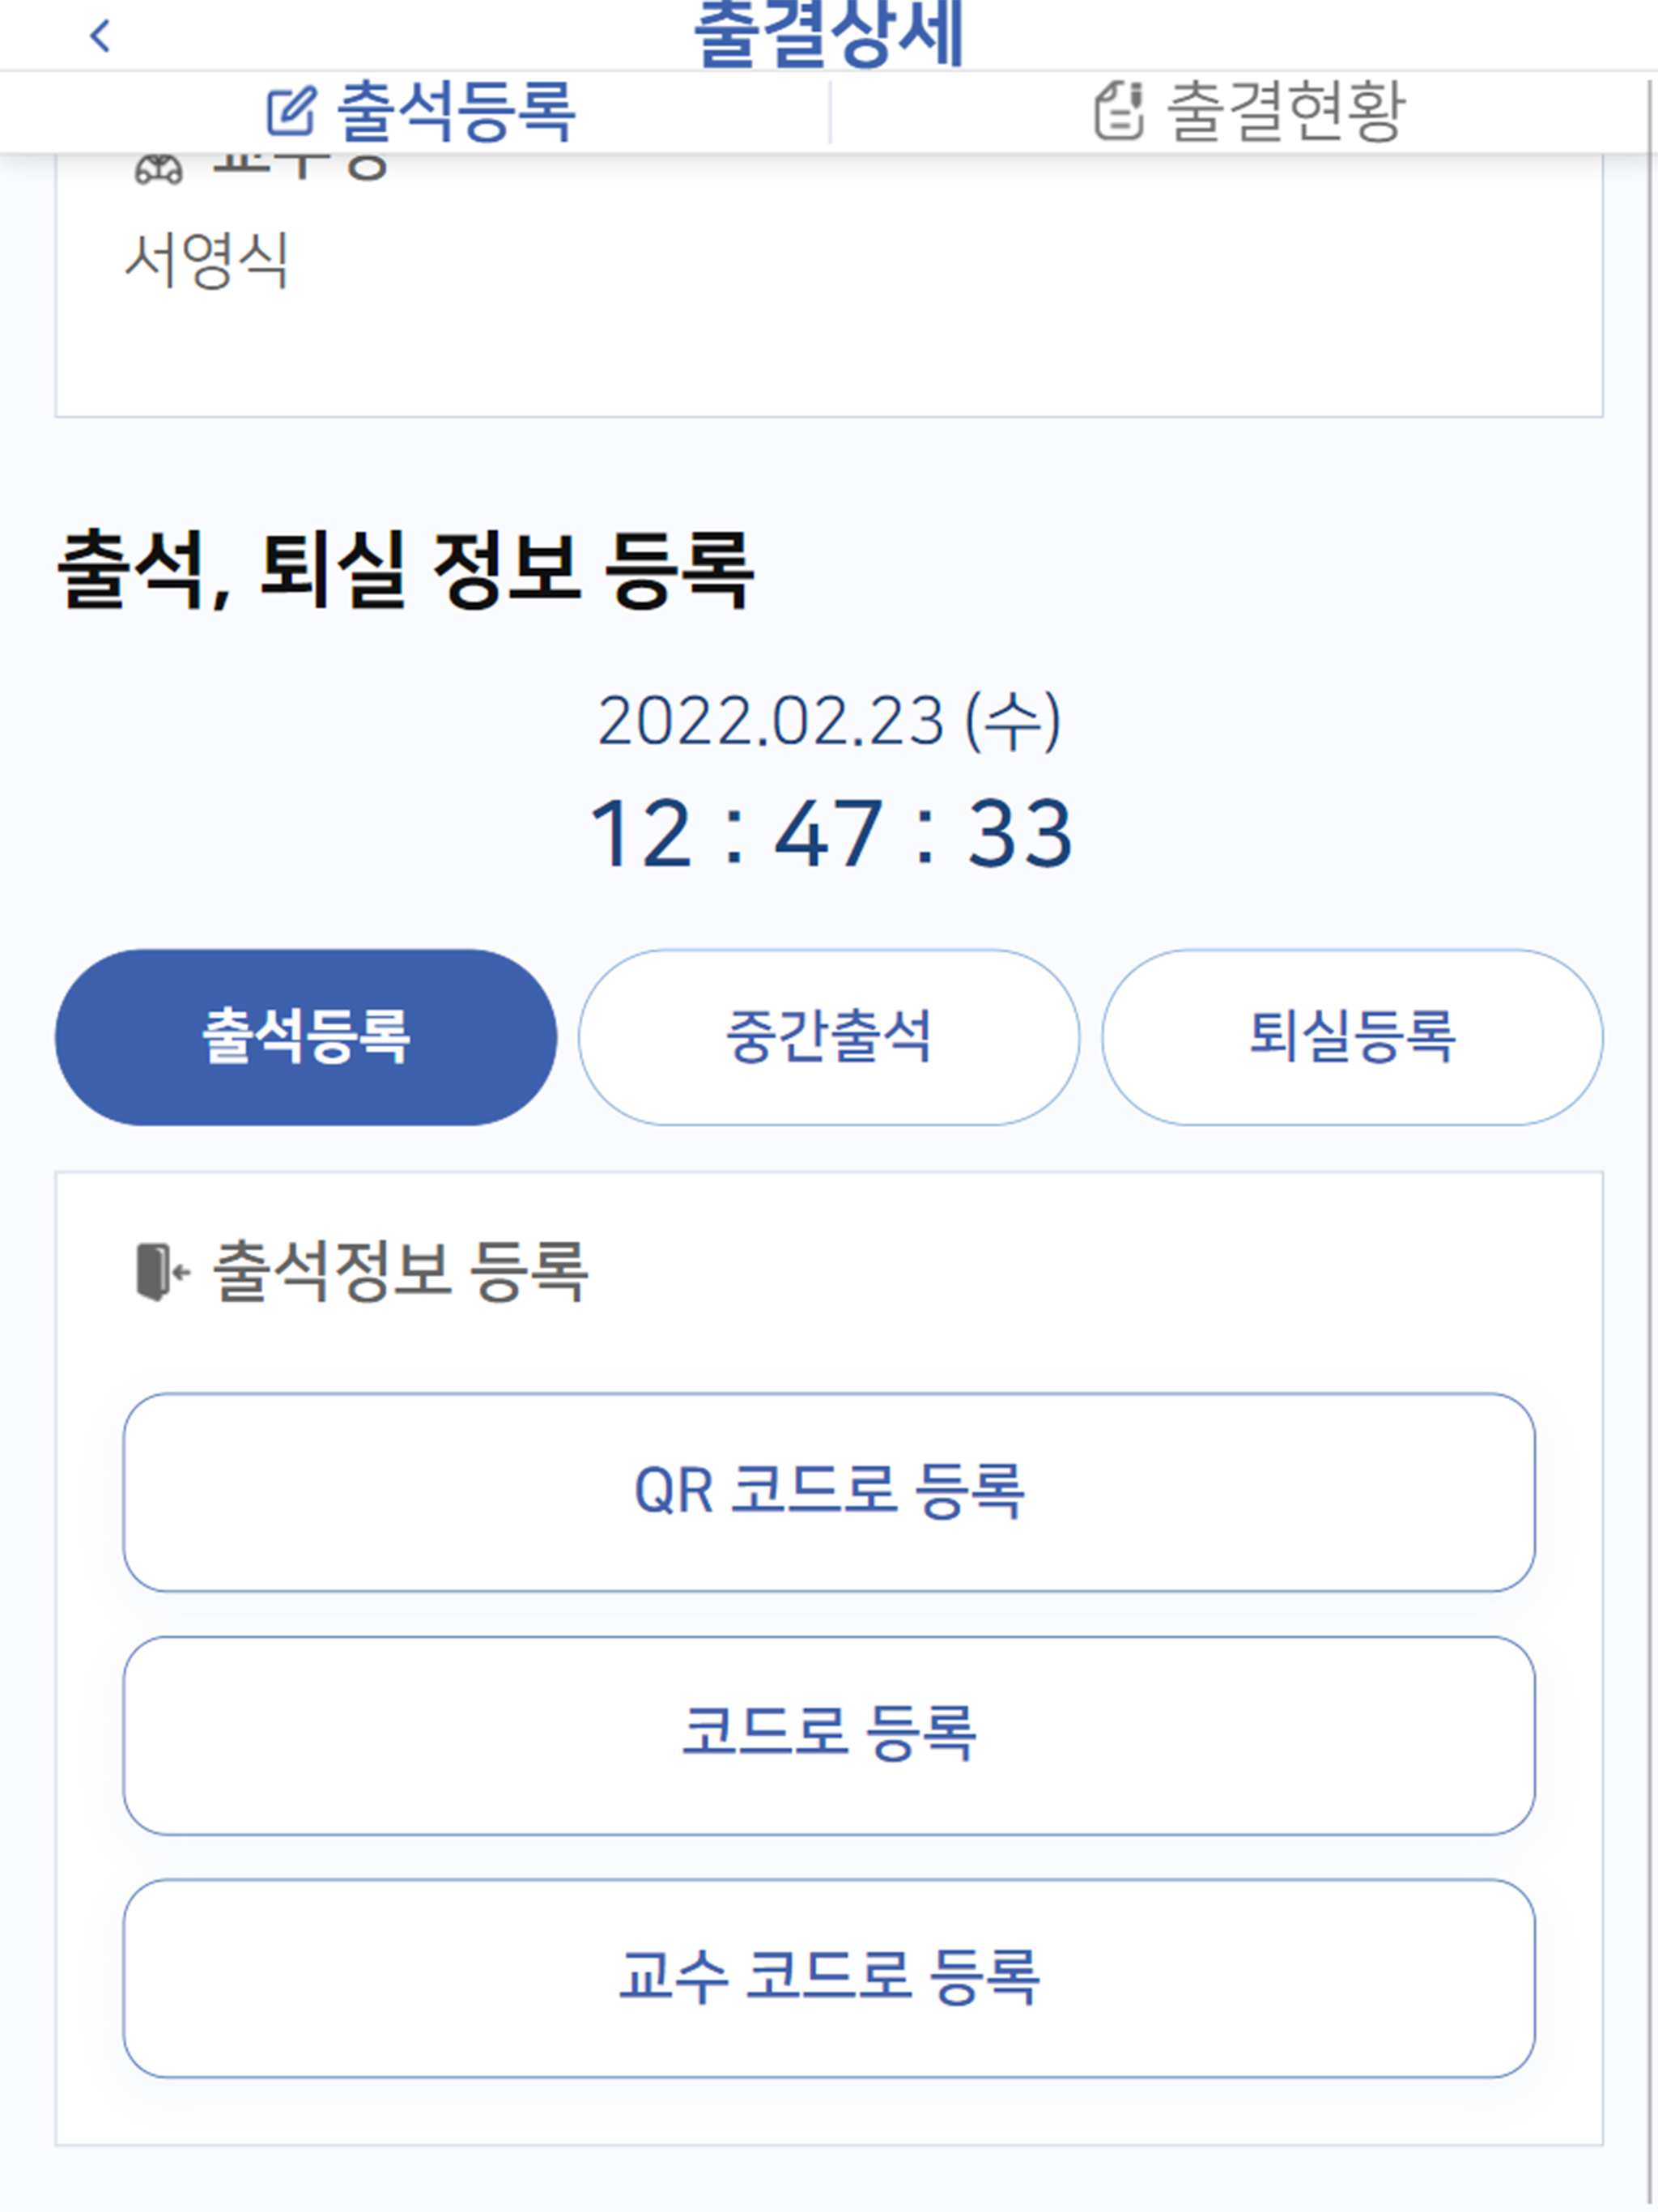 출결상세
출석등록
출결현황
교수명
서영식
출석, 퇴실 정보 등록
2022.02.23 (수)
12 : 47 : 33
출석등록
중간출석
퇴실등록
출석정보 등록
QR 코드로 등록
코드로 등록
교수 코드로 등록